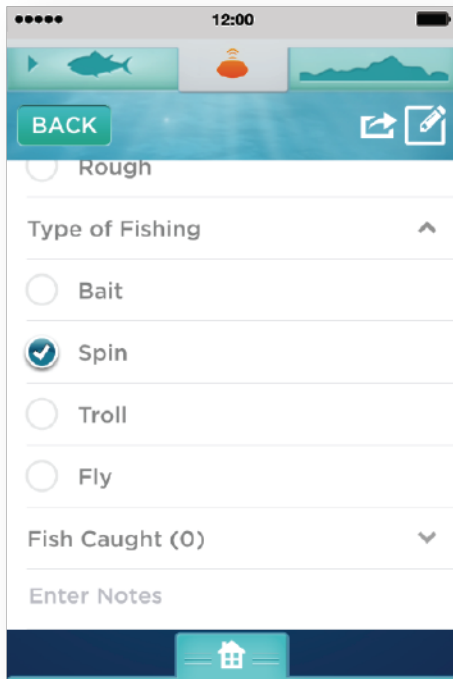 12:00
BACK
Rough
Type of Fishing
Bait
Spin
Troll
Fly
Fish Caught (0)
Enter Notes